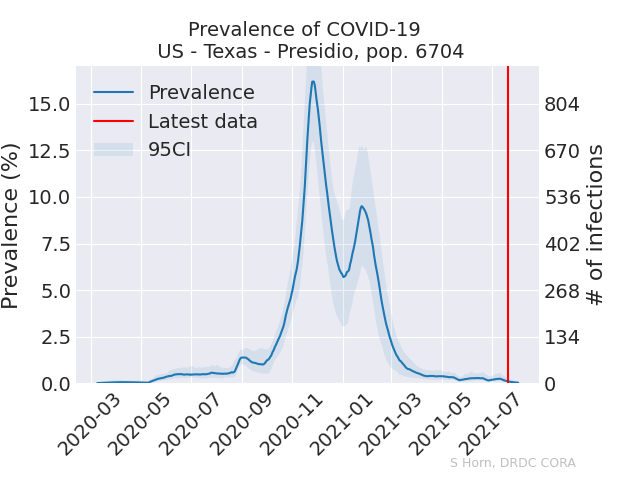 Prevalence of COVID-19
US - Texas - Presidio, pop. 6704
Prevalence
Latest data
95CI
Prevalence (%)
15.0
12.5
10.0
7.5
5.0
2.5
0.0
804
670
536
402
268
134
0
# of infections
2020-03
2020-05
2020-07
2020-09
2020-11
2021-01
2021-03
2021-05
2021-07
S Horn, DRDC CORA